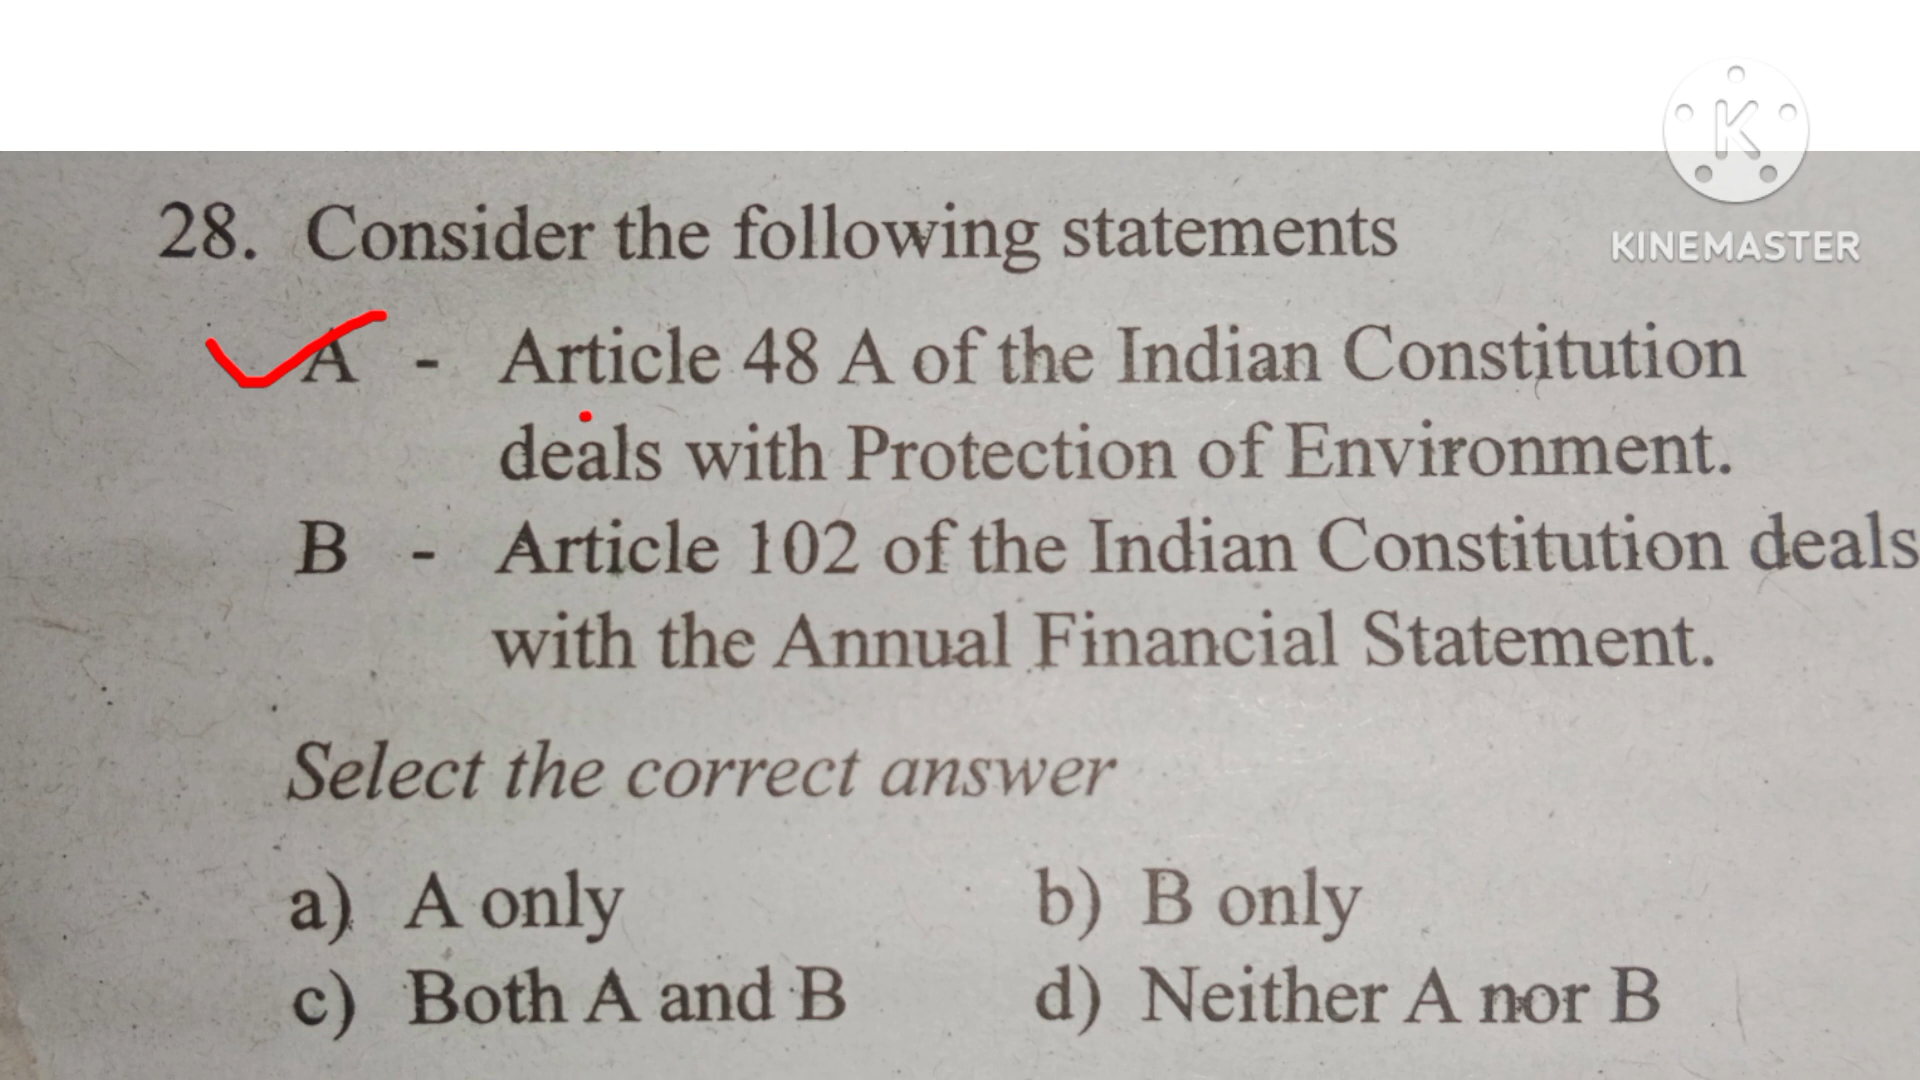 K
KINEMASTER
28. Consider the following statements
A - Article 48 A of the Indian Constitution
deals with Protection of Environment.
B - Article 102 of the Indian Constitution deals
with the Annual Financial Statement.
Select the correct answer
a) A only b) B only
c) Both A and B d) Neither A nor B